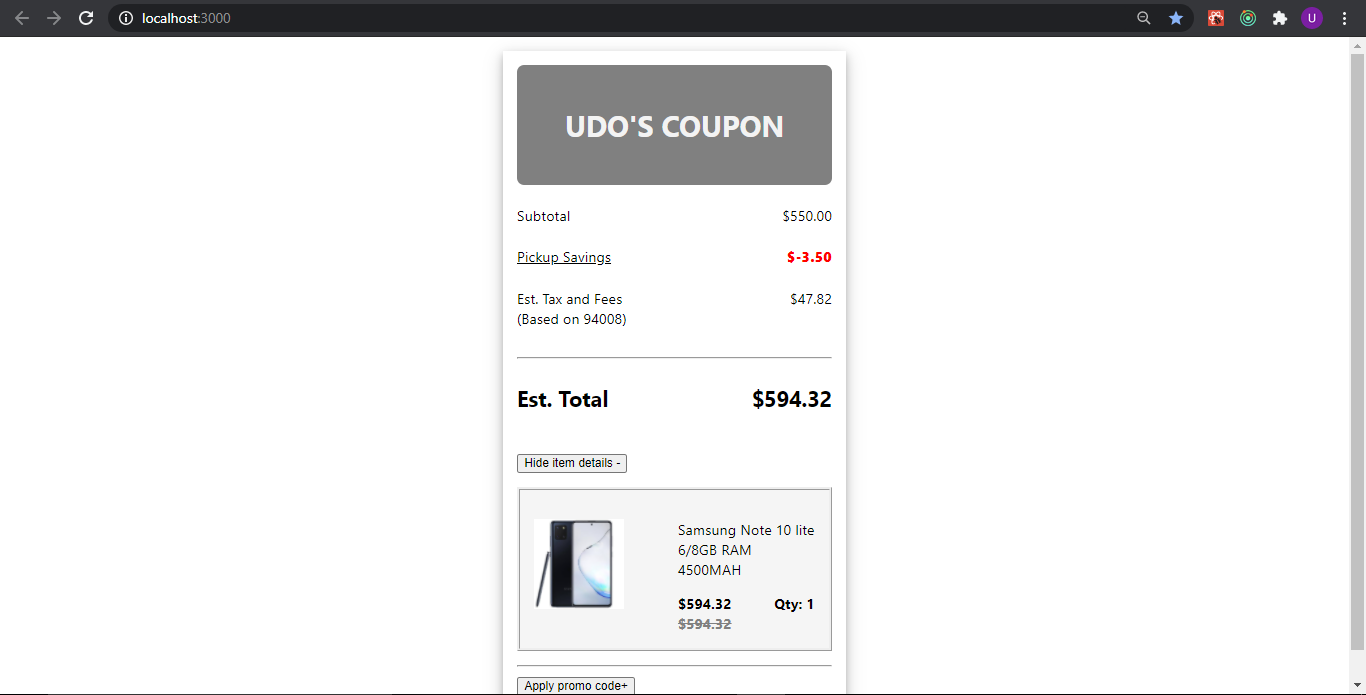 localhost:3000
U
UDO'S COUPON
Subtotal $550.00
Pickup Savings $-3.50
Est. Tax and Fees $47.82
(Based on 94008)
Est. Total $594.32
Hide item details -
Samsung Note 10 lite
6/8GB RAM
4500MAH
$594.32 Qty: 1
$594.32
Apply promo code+